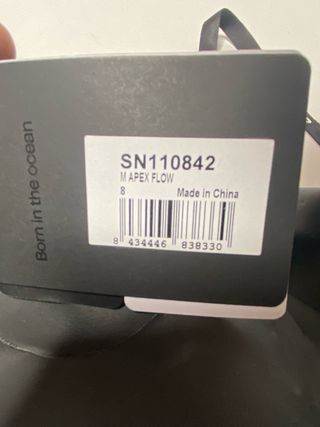 Born in the ocean
SN110842
M APEX FLOW
8 Made in China
8 434446 838330